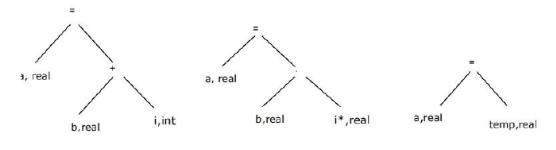 =
+
a, real
b,real
i,int
=
a, real
b,real
i*,real
=
a,real
temp,real